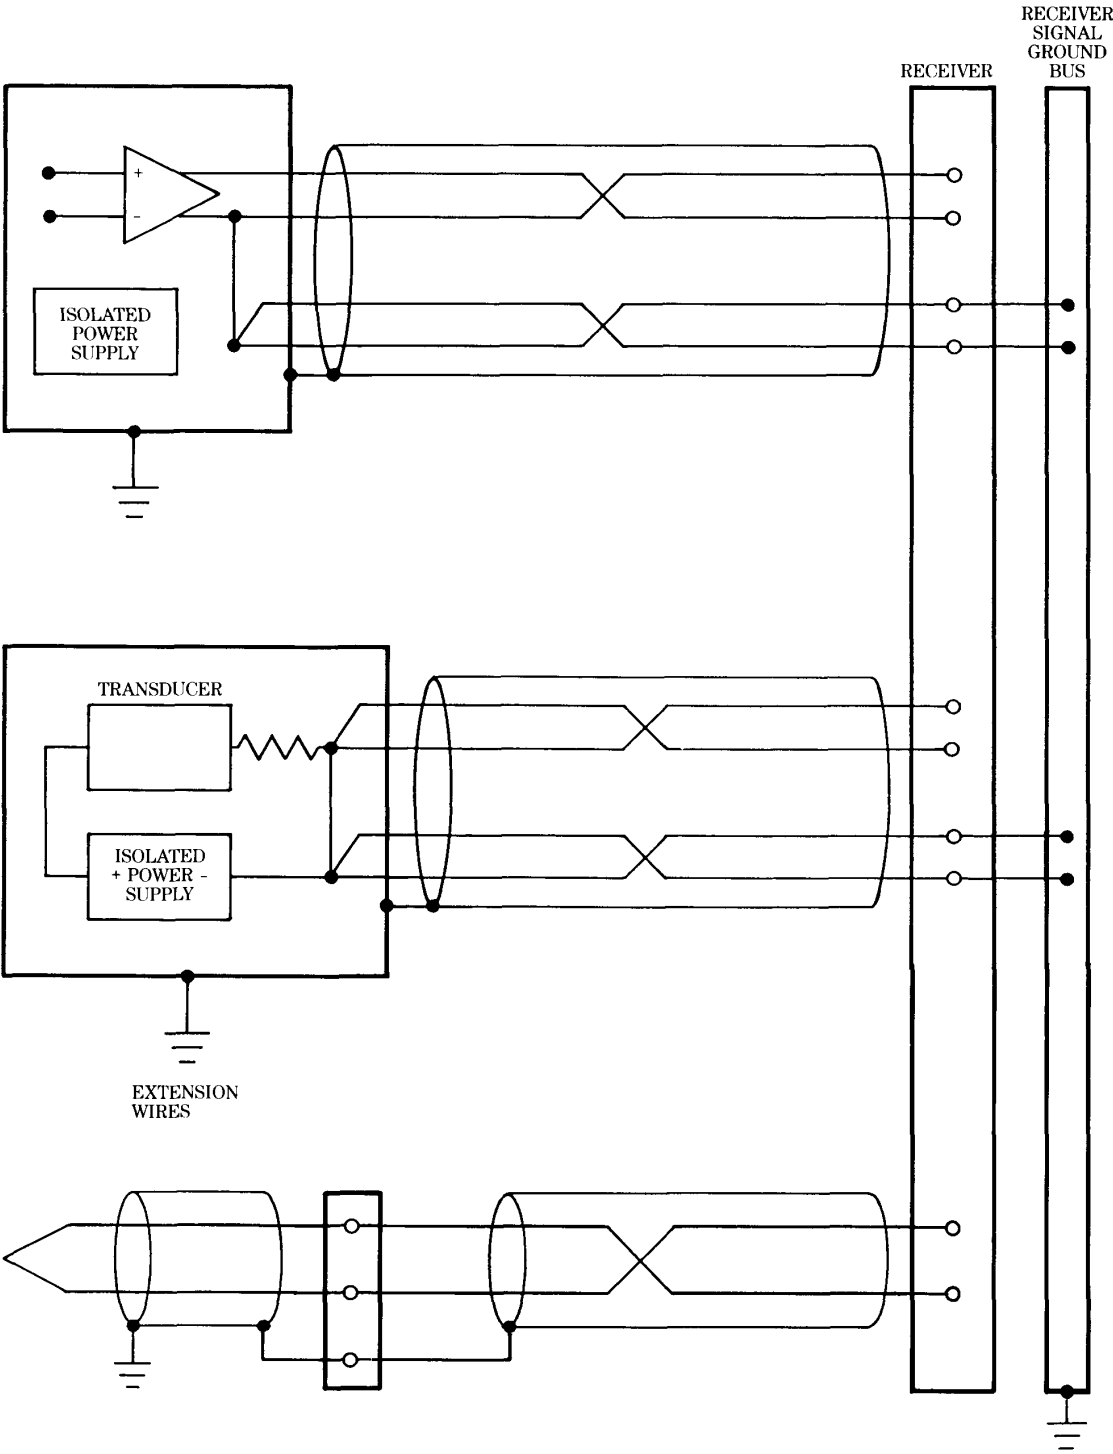 RECEIVER
SIGNAL
GROUND
BUS
RECEIVER
+
-
ISOLATED
POWER
SUPPLY
TRANSDUCER
ISOLATED
+ POWER -
SUPPLY
EXTENSION
WIRES